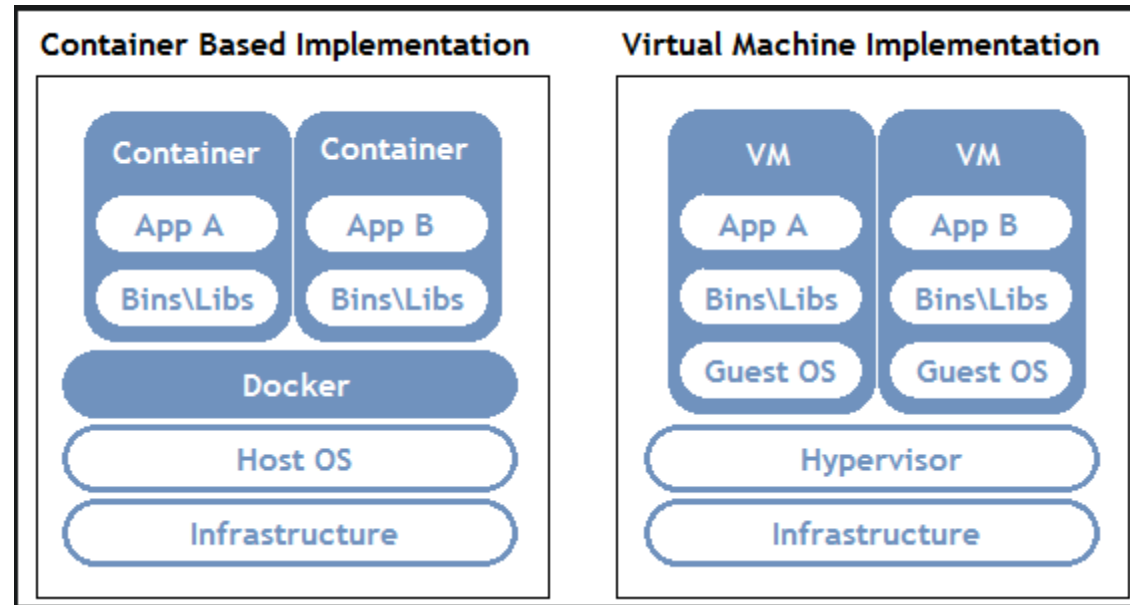 Container Based Implementation
Container
Container
App A
App B
Bins\Libs
Bins\Libs
Docker
Host OS
Infrastructure
Virtual Machine Implementation
VM
VM
App A
App B
Bins\Libs
Bins\Libs
Guest OS
Guest OS
Hypervisor
Infrastructure